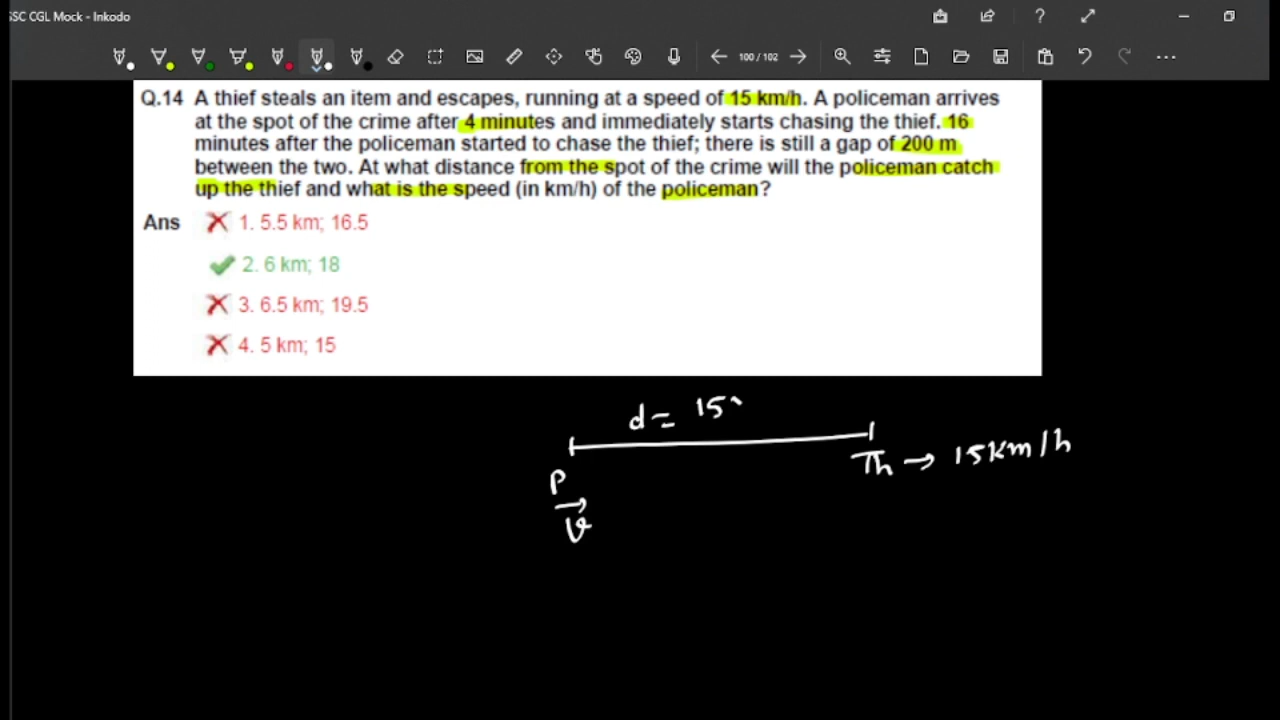 SSC CGL Mock - Inkodo
100 / 102
Q.14 A thief steals an item and escapes, running at a speed of 15 km/h. A policeman arrives
at the spot of the crime after 4 minutes and immediately starts chasing the thief. 16
minutes after the policeman started to chase the thief; there is still a gap of 200 m
between the two. At what distance from the spot of the crime will the policeman catch
up the thief and what is the speed (in km/h) of the policeman?
Ans 1. 5.5 km; 16.5
2. 6 km; 18
3. 6.5 km; 19.5
4. 5 km; 15
d = 15
P
Th → 15km/h
v